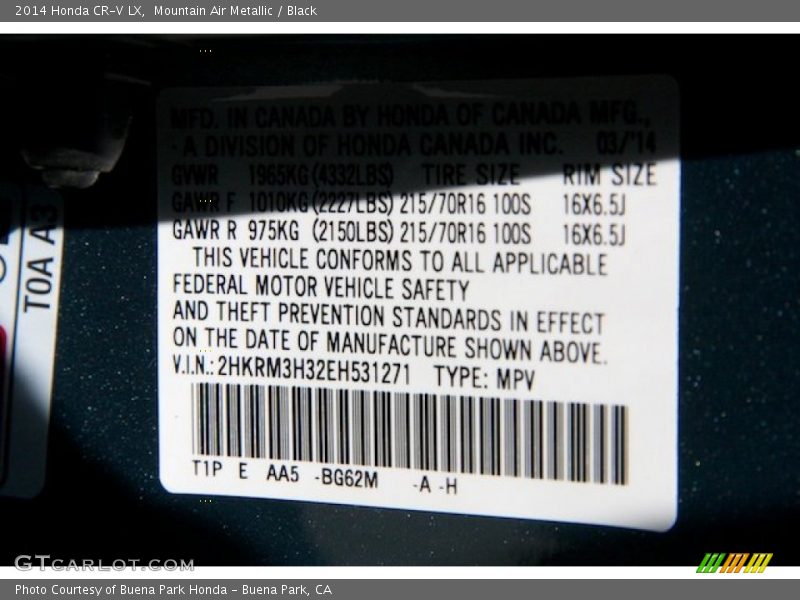 2014 Honda CR-V LX, Mountain Air Metallic / Black
MFD. IN CANADA BY HONDA OF CANADA MFG.,
A DIVISION OF HONDA CANADA INC. 03/'14
GVWR 1965KG(4332LBS) TIRE SIZE RIM SIZE
GAWR F 1010KG(2227LBS) 215/70R16 100S 16X6.5J
GAWR R 975KG (2150LBS) 215/70R16 100S 16X6.5J
THIS VEHICLE CONFORMS TO ALL APPLICABLE
FEDERAL MOTOR VEHICLE SAFETY
AND THEFT PREVENTION STANDARDS IN EFFECT
ON THE DATE OF MANUFACTURE SHOWN ABOVE.
V.I.N.: 2HKRM3H32EH531271 TYPE: MPV
T1P E AA5 -BG62M -A -H
T0A A3
GTCARLOT.COM
Photo Courtesy of Buena Park Honda - Buena Park, CA